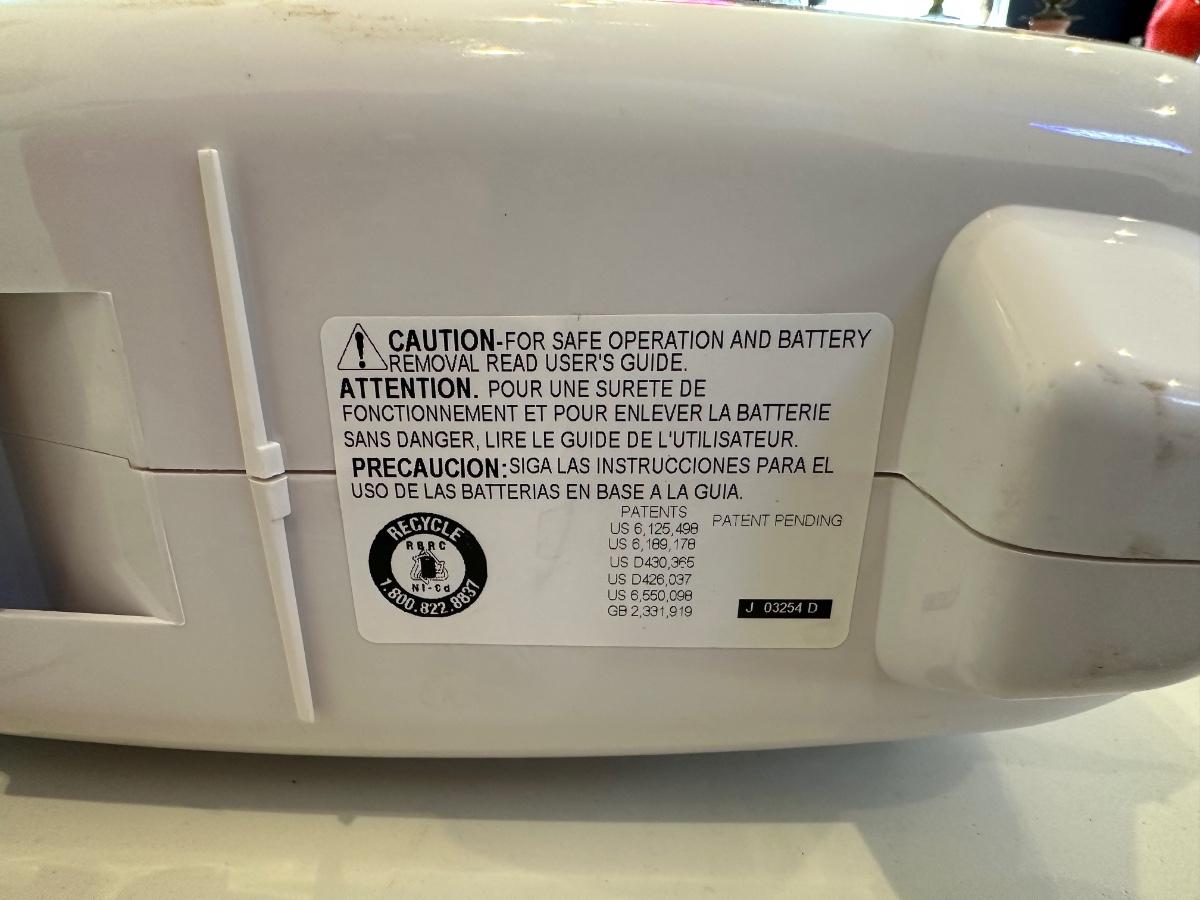 CAUTION-FOR SAFE OPERATION AND BATTERY
REMOVAL READ USER'S GUIDE.
ATTENTION. POUR UNE SURETE DE
FONCTIONNEMENT ET POUR ENLEVER LA BATTERIE
SANS DANGER, LIRE LE GUIDE DE L'UTILISATEUR.
PRECAUCION: SIGA LAS INSTRUCCIONES PARA EL
USO DE LAS BATTERIAS EN BASE A LA GUIA.
RECYCLE
RBRC
Ni-Cd
1.800.822.8837
PATENTS
US 6,125,498
US 6,189,178
US D430,365
US D426,037
US 6,550,098
GB 2,331,919
PATENT PENDING
J 03254 D